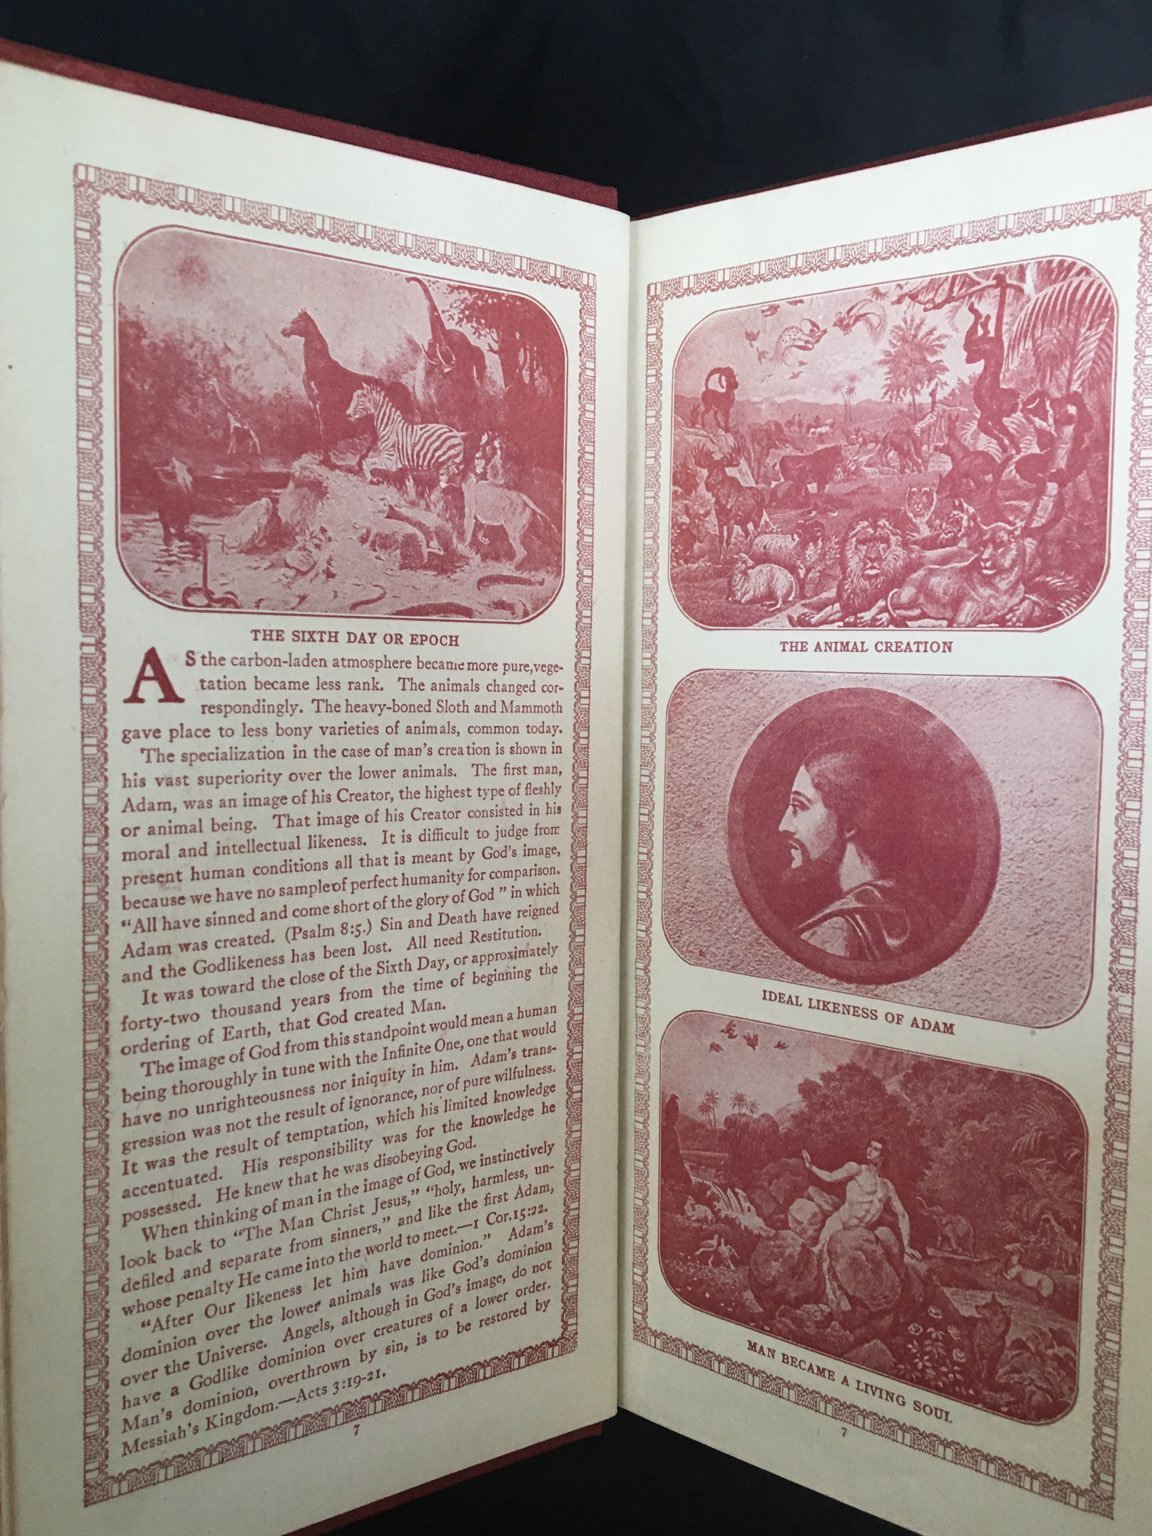 THE SIXTH DAY OR EPOCH
AS the carbon-laden atmosphere became more pure, vege-
tation became less rank. The animals changed cor-
respondingly. The heavy-boned Sloth and Mammoth
gave place to less bony varieties of animals, common today.
The specialization in the case of man's creation is shown in
his vast superiority over the lower animals. The first man,
Adam, was an image of his Creator, the highest type of fleshly
or animal being. That image of his Creator consisted in his
moral and intellectual likeness. It is difficult to judge from
present human conditions all that is meant by God's image,
because we have no sample of perfect humanity for comparison.
"All have sinned and come short of the glory of God" in which
Adam was created. (Psalm 8:5.) Sin and Death have reigned
and the Godlikeness has been lost. All need Restitution.
It was toward the close of the Sixth Day, or approximately
forty-two thousand years from the time of beginning the
ordering of Earth, that God created Man.
The image of God from this standpoint would mean a human
being thoroughly in tune with the Infinite One, one that would
have no unrighteousness nor iniquity in him. Adam's trans-
gression was not the result of ignorance, nor of pure wilfulness.
It was the result of temptation, which his limited knowledge
accentuated. His responsibility was for the knowledge he
possessed. He knew that he was disobeying God.
When thinking of man in the image of God, we instinctively
look back to "The Man Christ Jesus," "holy, harmless, un-
defiled and separate from sinners," and like the first Adam,
whose penalty He came into the world to meet.—1 Cor. 15:22.
"After Our likeness let him have dominion." Adam's
dominion over the lower animals was like God's dominion
over the Universe. Angels, although in God's image, do not
have a Godlike dominion over creatures of a lower order.
Man's dominion, overthrown by sin, is to be restored by
Messiah's Kingdom.—Acts 3:19-21.
7
THE ANIMAL CREATION
IDEAL LIKENESS OF ADAM
MAN BECAME A LIVING SOUL
7